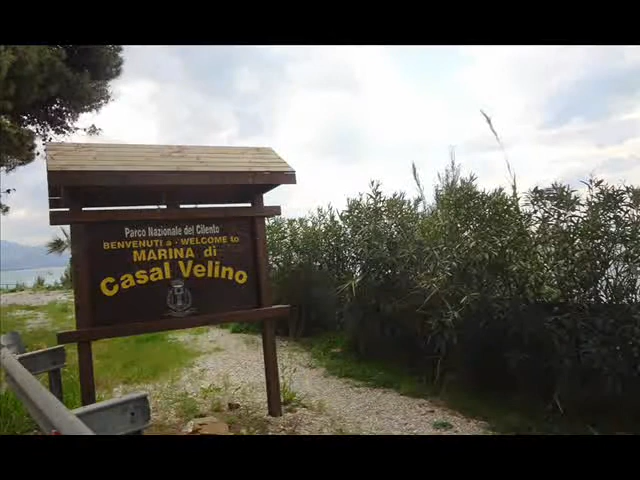 Parco Nazionale del Cilento
BENVENUTI a - WELCOME to
MARINA di
Casal Velino